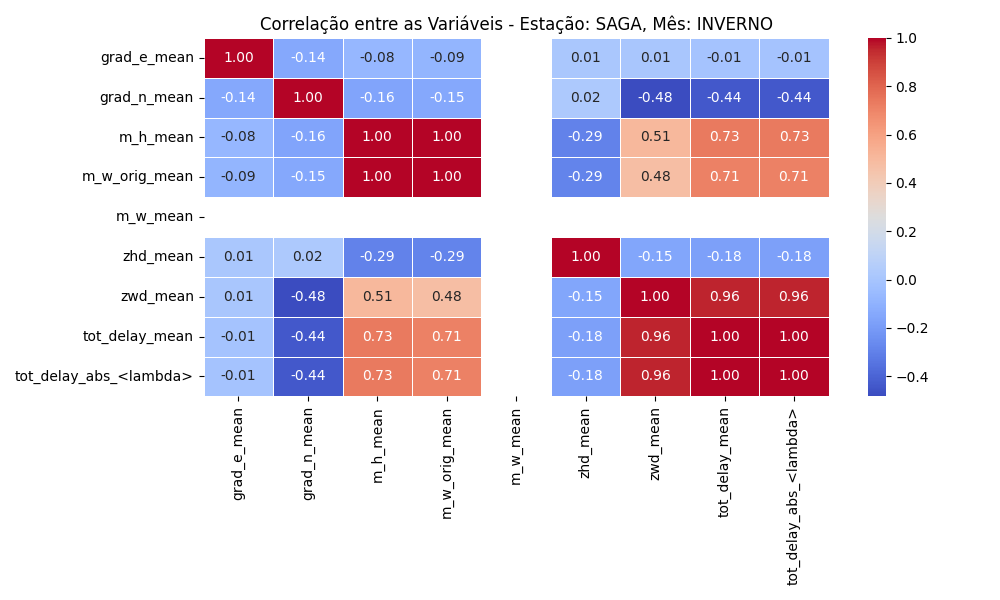 Correlação entre as Variáveis - Estação: SAGA, Mês: INVERNO
grad_e_mean 1.00 -0.14 -0.08 -0.09 0.01 0.01 -0.01 -0.01
grad_n_mean -0.14 1.00 -0.16 -0.15 0.02 -0.48 -0.44 -0.44
m_h_mean -0.08 -0.16 1.00 1.00 -0.29 0.51 0.73 0.73
m_w_orig_mean -0.09 -0.15 1.00 1.00 -0.29 0.48 0.71 0.71
m_w_mean
zhd_mean 0.01 0.02 -0.29 -0.29 1.00 -0.15 -0.18 -0.18
zwd_mean 0.01 -0.48 0.51 0.48 -0.15 1.00 0.96 0.96
tot_delay_mean -0.01 -0.44 0.73 0.71 -0.18 0.96 1.00 1.00
tot_delay_abs_<lambda> -0.01 -0.44 0.73 0.71 -0.18 0.96 1.00 1.00
grad_e_mean
grad_n_mean
m_h_mean
m_w_orig_mean
m_w_mean
zhd_mean
zwd_mean
tot_delay_mean
tot_delay_abs_<lambda>
1.0
0.8
0.6
0.4
0.2
0.0
−0.2
−0.4